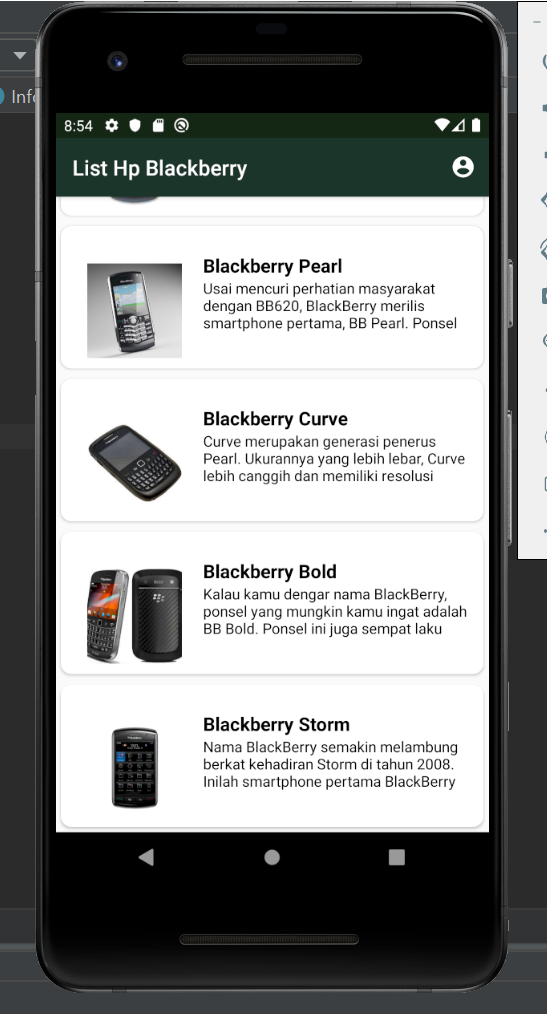 Info
8:54
List Hp Blackberry
Blackberry Pearl
Usai mencuri perhatian masyarakat
dengan BB620, BlackBerry merilis
smartphone pertama, BB Pearl. Ponsel
Blackberry Curve
Curve merupakan generasi penerus
Pearl. Ukurannya yang lebih lebar, Curve
lebih canggih dan memiliki resolusi
Blackberry Bold
Kalau kamu dengar nama BlackBerry,
ponsel yang mungkin kamu ingat adalah
BB Bold. Ponsel ini juga sempat laku
Blackberry Storm
Nama BlackBerry semakin melambung
berkat kehadiran Storm di tahun 2008.
Inilah smartphone pertama BlackBerry